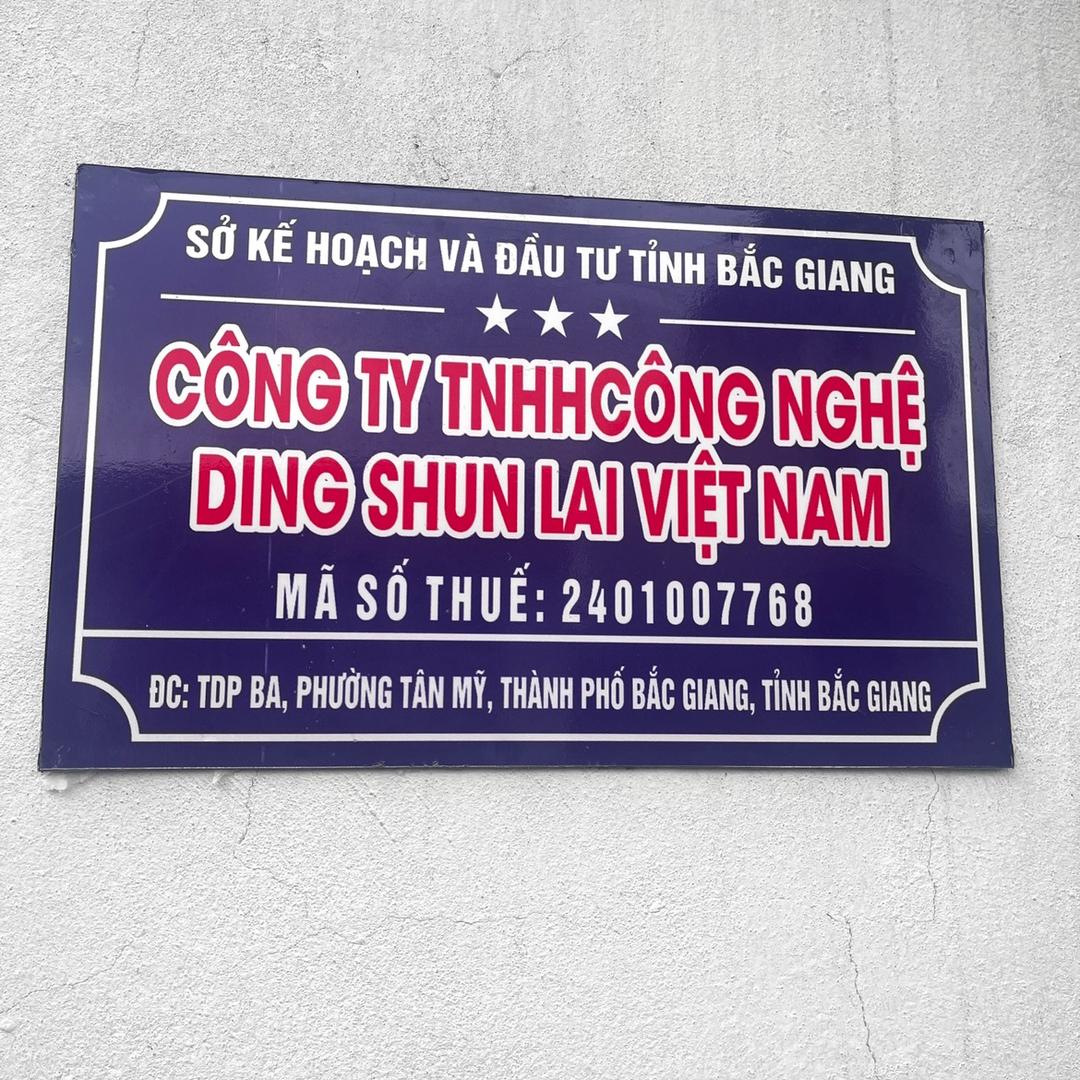 SỞ KẾ HOẠCH VÀ ĐẦU TƯ TỈNH BẮC GIANG
CÔNG TY TNHHCÔNG NGHỆ
DING SHUN LAI VIỆT NAM
MÃ SỐ THUẾ: 2401007768
ĐC: TDP BA, PHƯỜNG TÂN MỸ, THÀNH PHỐ BẮC GIANG, TỈNH BẮC GIANG